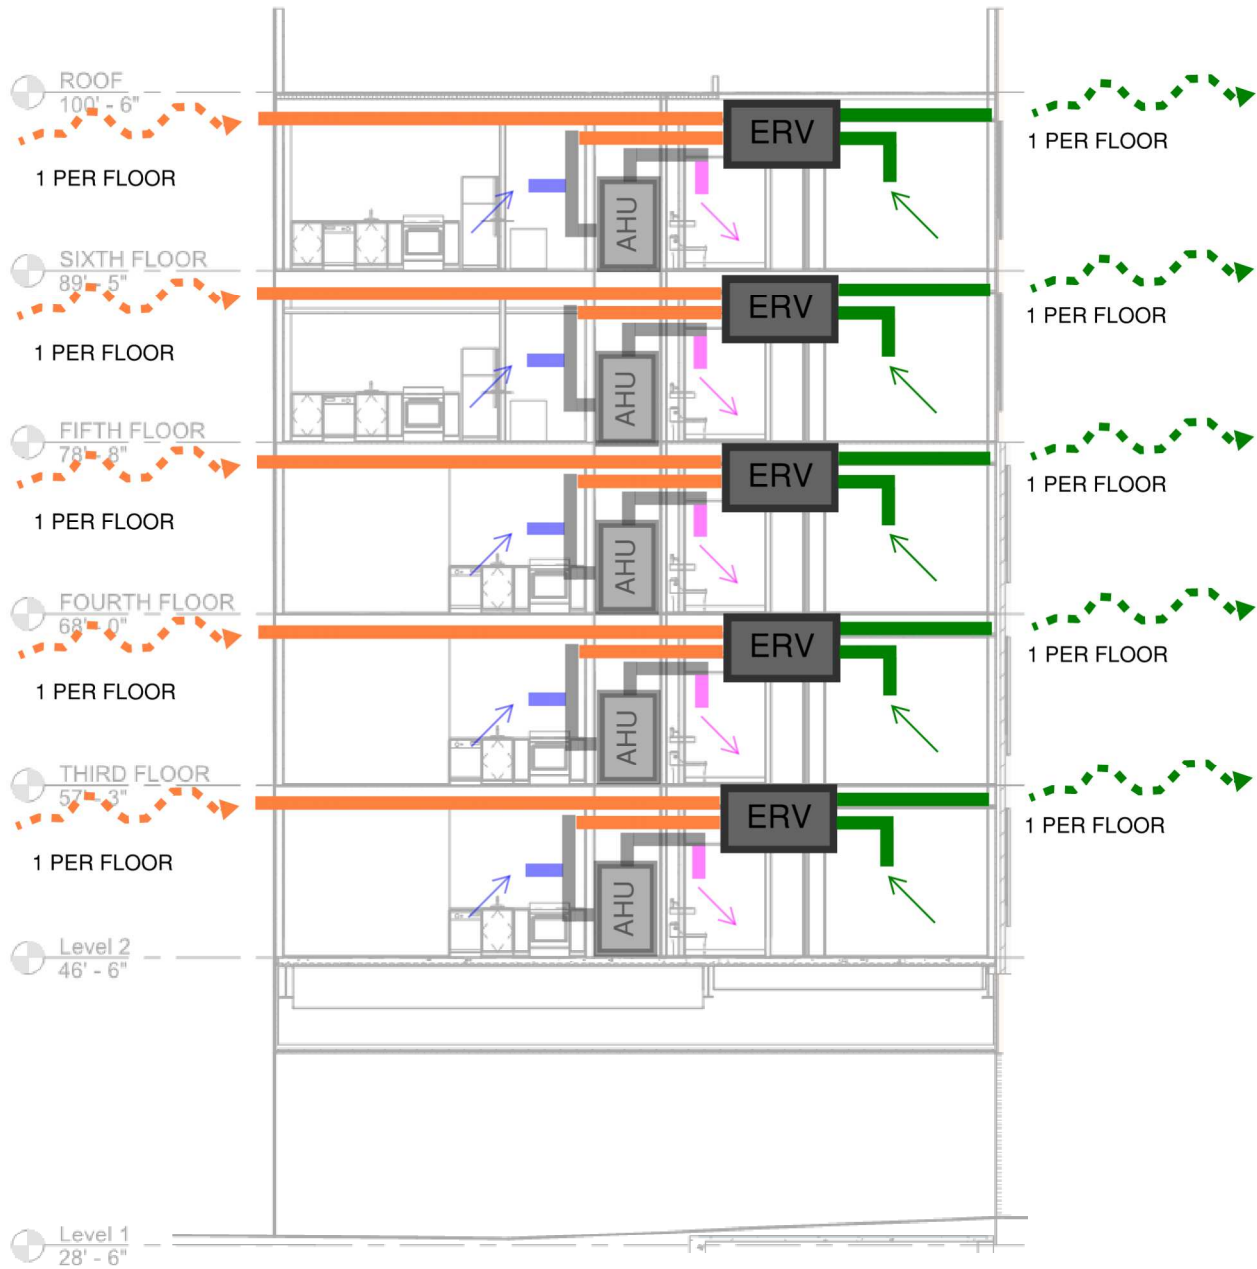 ROOF
100' - 6"
1 PER FLOOR
ERV
AHU
1 PER FLOOR
SIXTH FLOOR
89' - 5"
1 PER FLOOR
ERV
AHU
1 PER FLOOR
FIFTH FLOOR
78' - 8"
1 PER FLOOR
ERV
AHU
1 PER FLOOR
FOURTH FLOOR
68' - 0"
1 PER FLOOR
ERV
AHU
1 PER FLOOR
THIRD FLOOR
57' - 3"
1 PER FLOOR
ERV
AHU
1 PER FLOOR
Level 2
46' - 6"
Level 1
28' - 6"